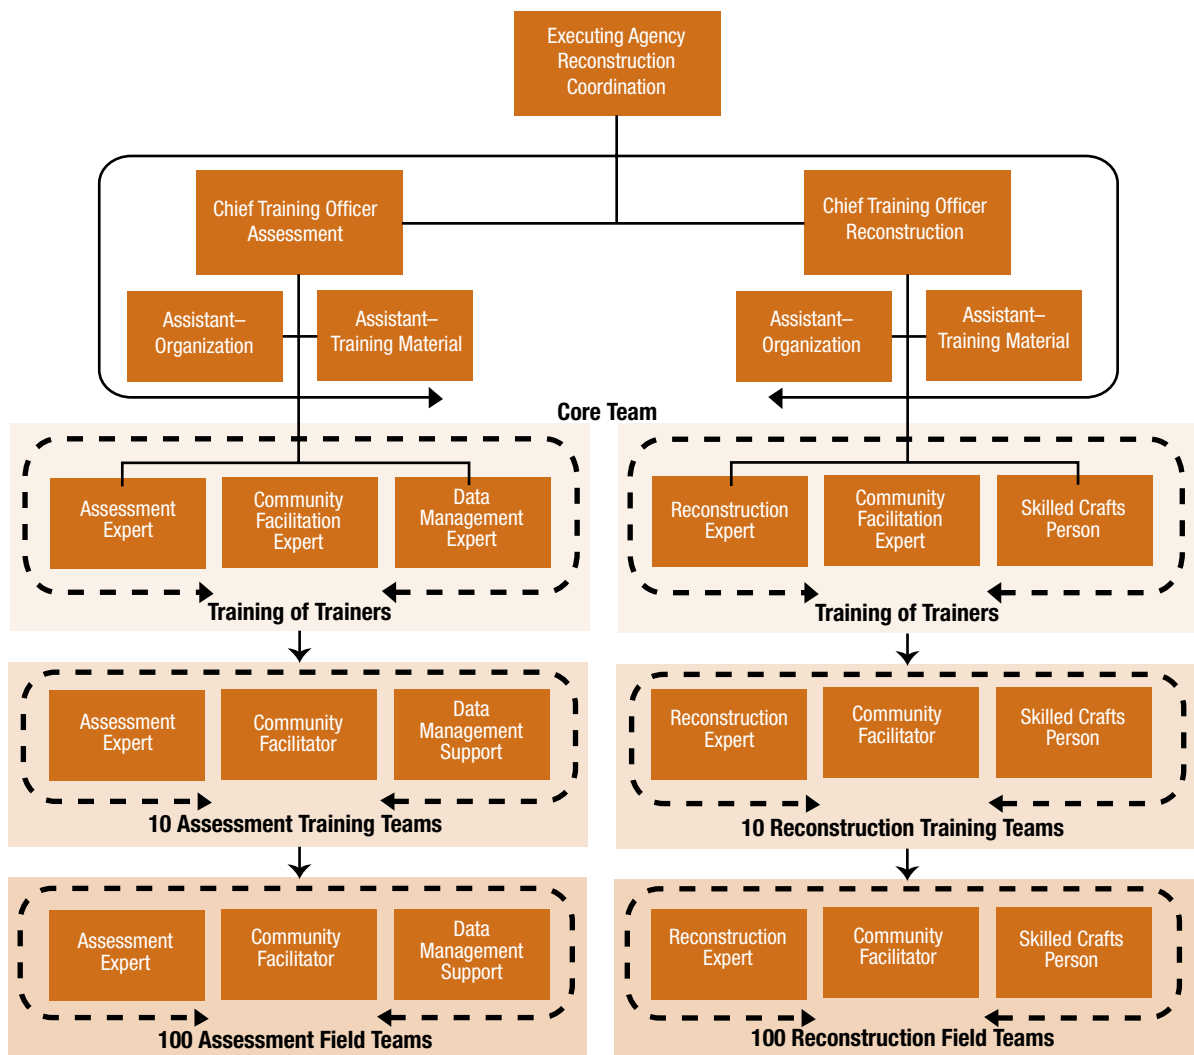 Executing Agency
Reconstruction
Coordination
Chief Training Officer
Assessment
Chief Training Officer
Reconstruction
Assistant–
Organization
Assistant–
Training Material
Assistant–
Organization
Assistant–
Training Material
Core Team
Assessment
Expert
Community
Facilitation
Expert
Data
Management
Expert
Training of Trainers
Reconstruction
Expert
Community
Facilitation
Expert
Skilled Crafts
Person
Training of Trainers
Assessment
Expert
Community
Facilitator
Data
Management
Support
10 Assessment Training Teams
Reconstruction
Expert
Community
Facilitator
Skilled Crafts
Person
10 Reconstruction Training Teams
Assessment
Expert
Community
Facilitator
Data
Management
Support
100 Assessment Field Teams
Reconstruction
Expert
Community
Facilitator
Skilled Crafts
Person
100 Reconstruction Field Teams